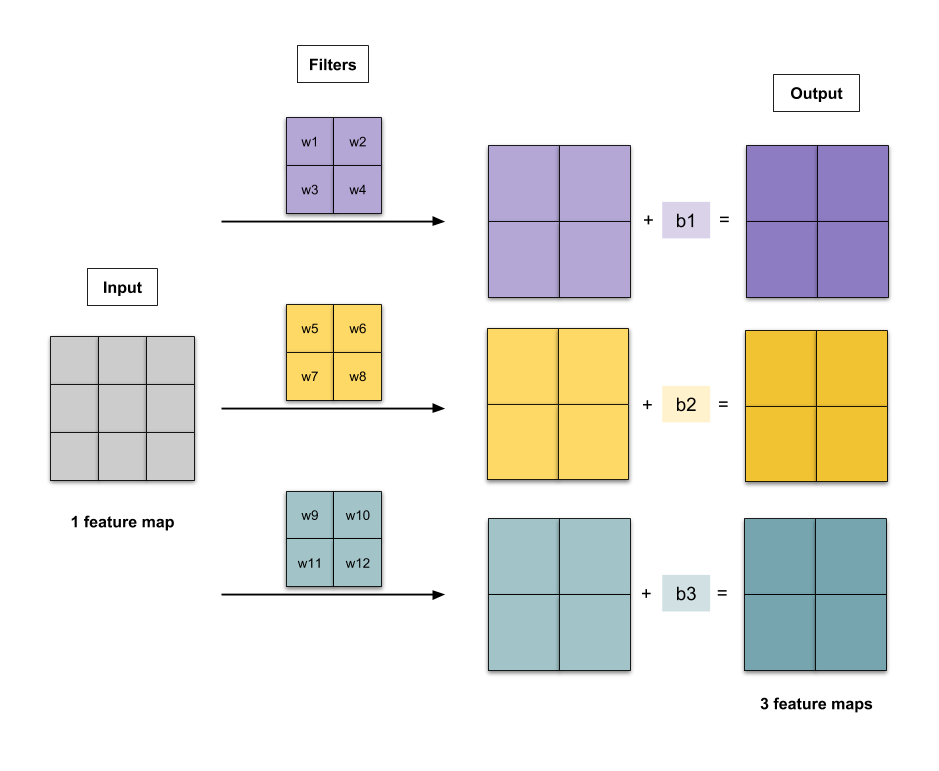 Filters
Output
w1 w2
w3 w4
+ b1 =
Input
w5 w6
w7 w8
+ b2 =
1 feature map
w9 w10
w11 w12
+ b3 =
3 feature maps